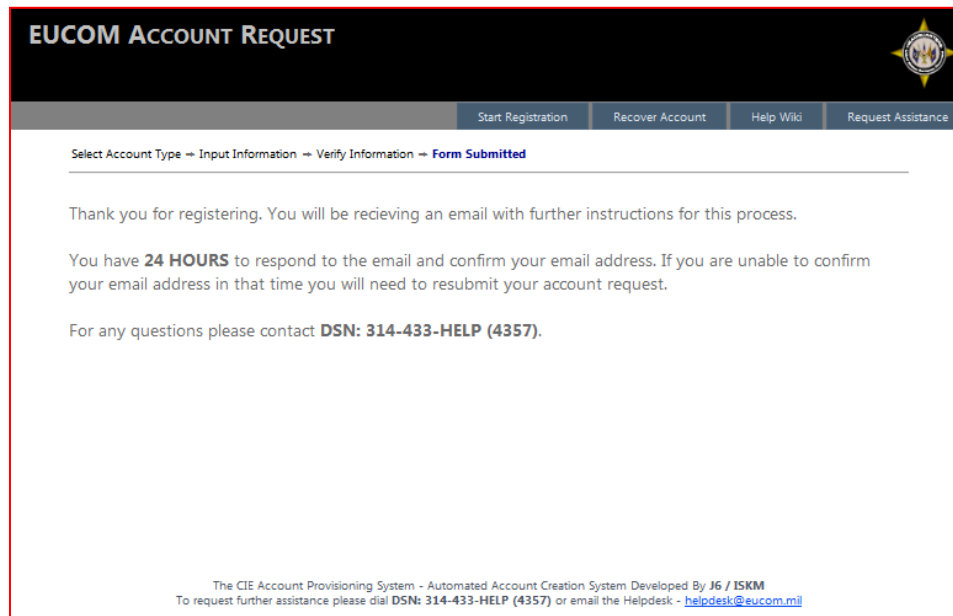 EUCOM ACCOUNT REQUEST
Start Registration Recover Account Help Wiki Request Assistance
Select Account Type → Input Information → Verify Information → Form Submitted
Thank you for registering. You will be recieving an email with further instructions for this process.
You have 24 HOURS to respond to the email and confirm your email address. If you are unable to confirm
your email address in that time you will need to resubmit your account request.
For any questions please contact DSN: 314-433-HELP (4357).
The CIE Account Provisioning System - Automated Account Creation System Developed By J6 / ISKM
To request further assistance please dial DSN: 314-433-HELP (4357) or email the Helpdesk - helpdesk@eucom.mil